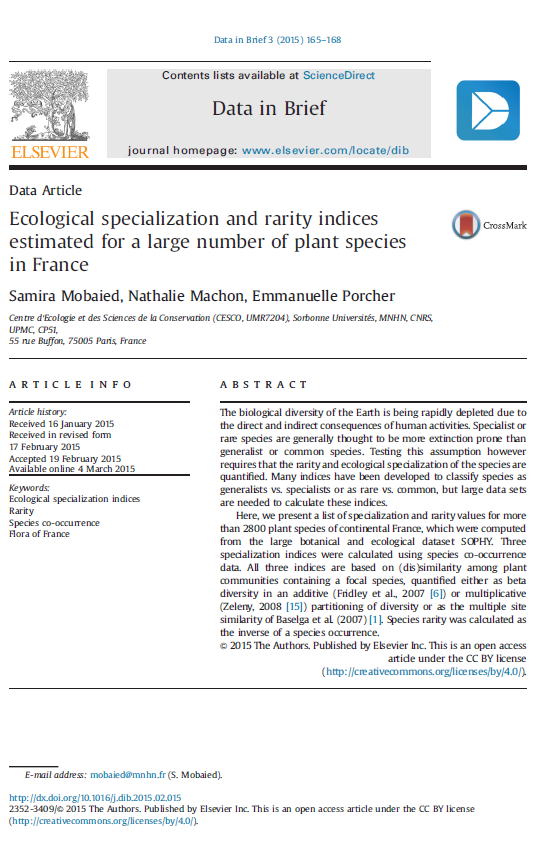 Data in Brief 3 (2015) 165–168
Contents lists available at ScienceDirect
Data in Brief
journal homepage: www.elsevier.com/locate/dib
ELSEVIER
Data Article
Ecological specialization and rarity indices
estimated for a large number of plant species
in France
CrossMark
Samira Mobaied, Nathalie Machon, Emmanuelle Porcher
Centre d'Ecologie et des Sciences de la Conservation (CESCO, UMR7204), Sorbonne Universités, MNHN, CNRS,
UPMC, CP51,
55 rue Buffon, 75005 Paris, France
ARTICLE INFO
Article history:
Received 16 January 2015
Received in revised form
17 February 2015
Accepted 19 February 2015
Available online 4 March 2015
Keywords:
Ecological specialization indices
Rarity
Species co-occurrence
Flora of France
ABSTRACT
The biological diversity of the Earth is being rapidly depleted due to
the direct and indirect consequences of human activities. Specialist or
rare species are generally thought to be more extinction prone than
generalist or common species. Testing this assumption however
requires that the rarity and ecological specialization of the species are
quantified. Many indices have been developed to classify species as
generalists vs. specialists or as rare vs. common, but large data sets
are needed to calculate these indices.
Here, we present a list of specialization and rarity values for more
than 2800 plant species of continental France, which were computed
from the large botanical and ecological dataset SOPHY. Three
specialization indices were calculated using species co-occurrence
data. All three indices are based on (dis)similarity among plant
communities containing a focal species, quantified either as beta
diversity in an additive (Fridley et al., 2007 [6]) or multiplicative
(Zeleny, 2008 [15]) partitioning of diversity or as the multiple site
similarity of Baselga et al. (2007) [1]. Species rarity was calculated as
the inverse of a species occurrence.
© 2015 The Authors. Published by Elsevier Inc. This is an open access
article under the CC BY license
(http://creativecommons.org/licenses/by/4.0/).
E-mail address: mobaied@mnhn.fr (S. Mobaied).
http://dx.doi.org/10.1016/j.dib.2015.02.015
2352-3409/© 2015 The Authors. Published by Elsevier Inc. This is an open access article under the CC BY license
(http://creativecommons.org/licenses/by/4.0/).